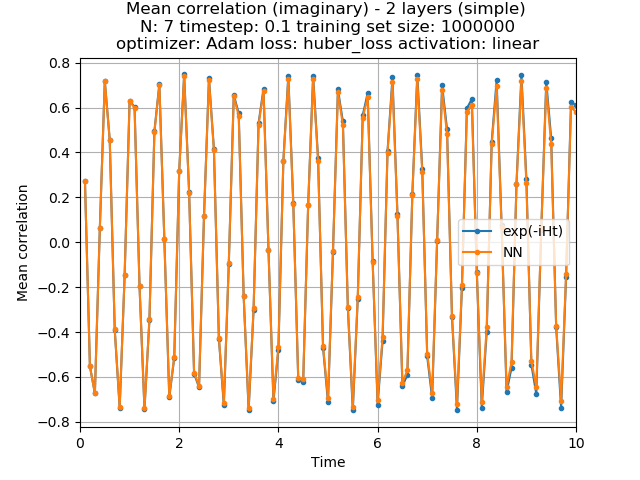 Mean correlation (imaginary) - 2 layers (simple)
N: 7 timestep: 0.1 training set size: 1000000
optimizer: Adam loss: huber_loss activation: linear
Mean correlation
0.8
0.6
0.4
0.2
0.0
−0.2
−0.4
−0.6
−0.8
exp(-iHt)
NN
0
2
4
6
8
10
Time